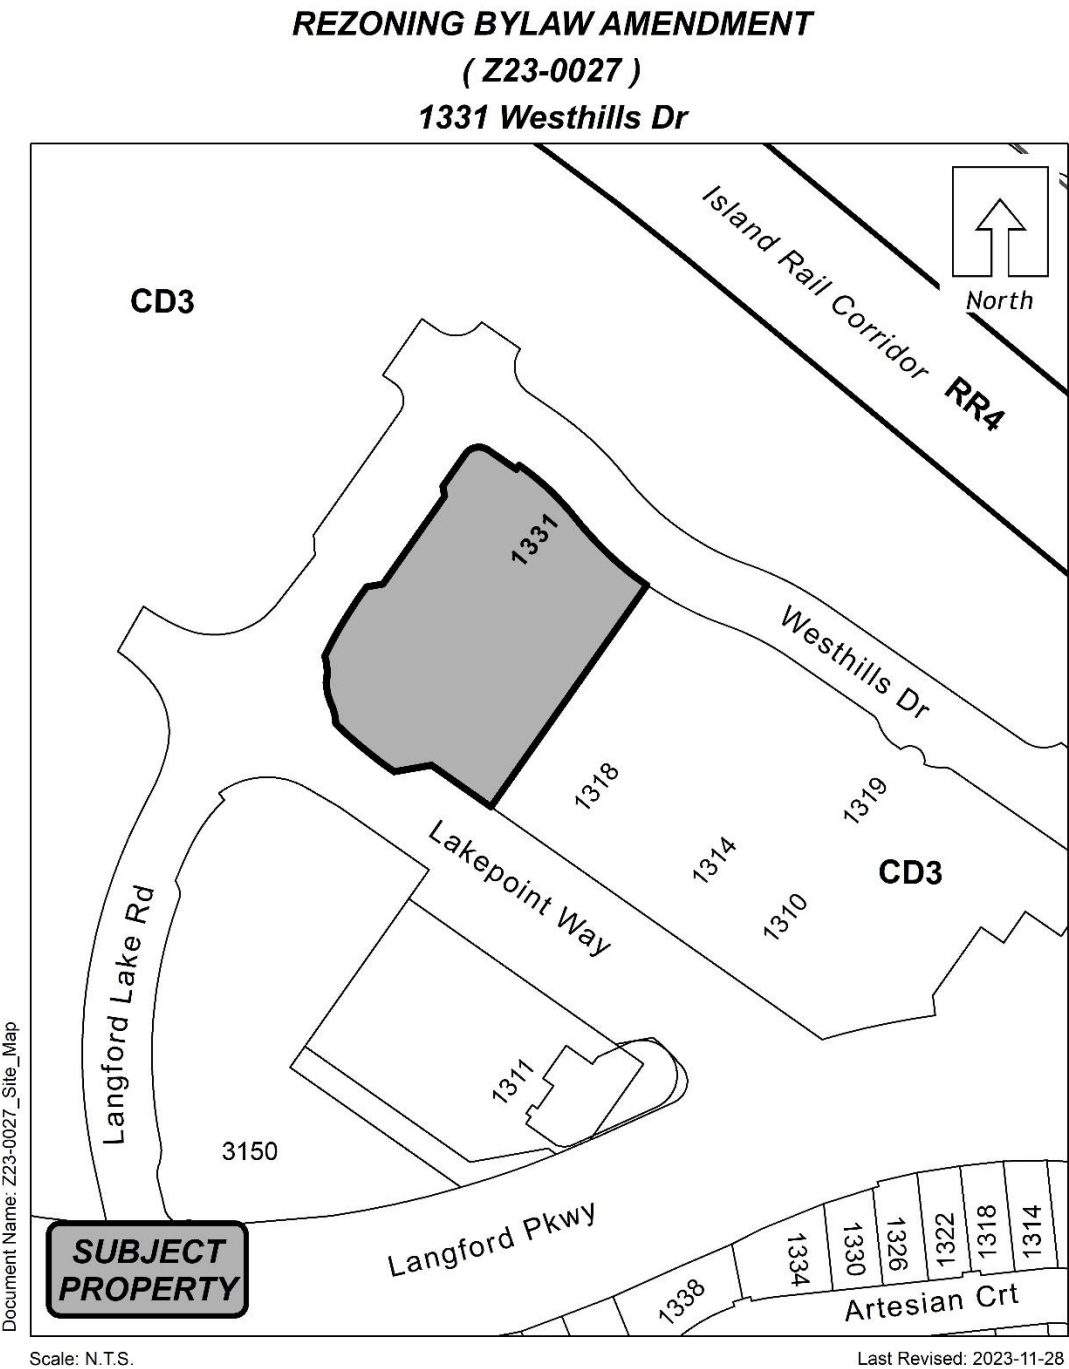 REZONING BYLAW AMENDMENT
( Z23-0027 )
1331 Westhills Dr
Island Rail Corridor RR4
North
CD3
1331
Westhills Dr
1318
1319
1314
CD3
1310
Lakepoint Way
Langford Lake Rd
1311
3150
Langford Pkwy
1338
1334
1330
1326
1322
1318
1314
Artesian Crt
SUBJECT
PROPERTY
Document Name: Z23-0027_Site_Map
Scale: N.T.S.
Last Revised: 2023-11-28